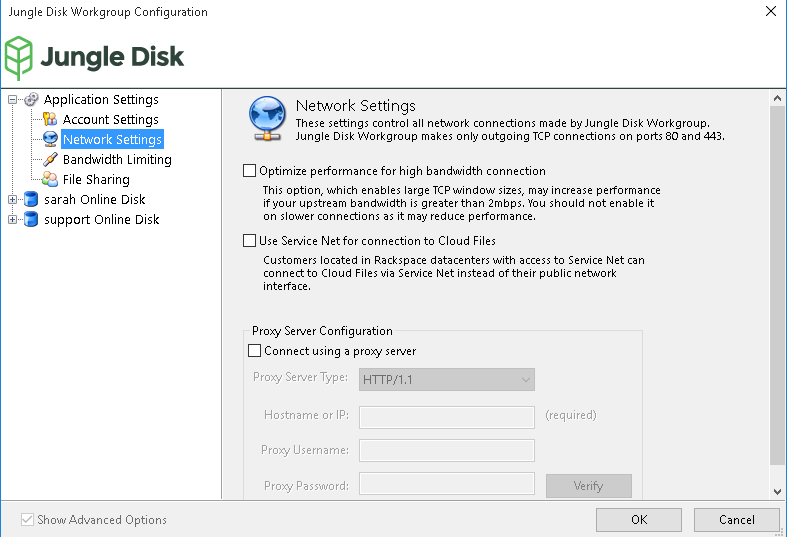 Jungle Disk Workgroup Configuration
Jungle Disk
Application Settings
Account Settings
Network Settings
Bandwidth Limiting
File Sharing
sarah Online Disk
support Online Disk
Network Settings
These settings control all network connections made by Jungle Disk Workgroup.
Jungle Disk Workgroup makes only outgoing TCP connections on ports 80 and 443.
Optimize performance for high bandwidth connection
This option, which enables large TCP window sizes, may increase performance
if your upstream bandwidth is greater than 2mbps. You should not enable it
on slower connections as it may reduce performance.
Use Service Net for connection to Cloud Files
Customers located in Rackspace datacenters with access to Service Net can
connect to Cloud Files via Service Net instead of their public network
interface.
Proxy Server Configuration
Connect using a proxy server
Proxy Server Type: HTTP/1.1
Hostname or IP: (required)
Proxy Username:
Proxy Password: Verify
Show Advanced Options OK Cancel